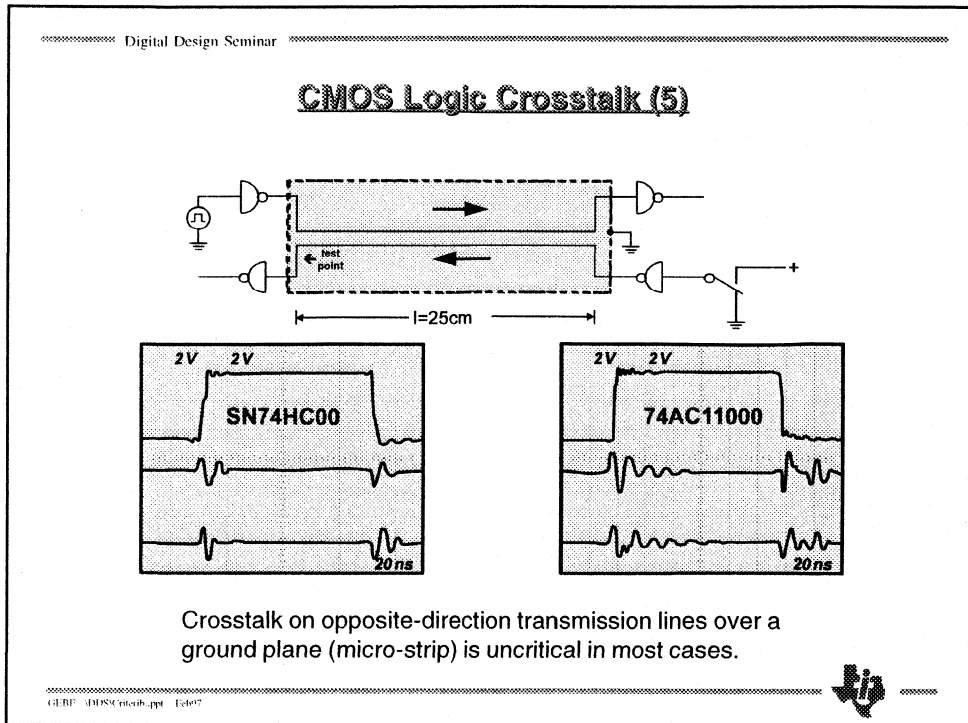 Digital Design Seminar
CMOS Logic Crosstalk (5)
test
point
+
l=25cm
2V 2V
SN74HC00
20ns
2V 2V
74AC11000
20ns
Crosstalk on opposite-direction transmission lines over a
ground plane (micro-strip) is uncritical in most cases.
Feb97